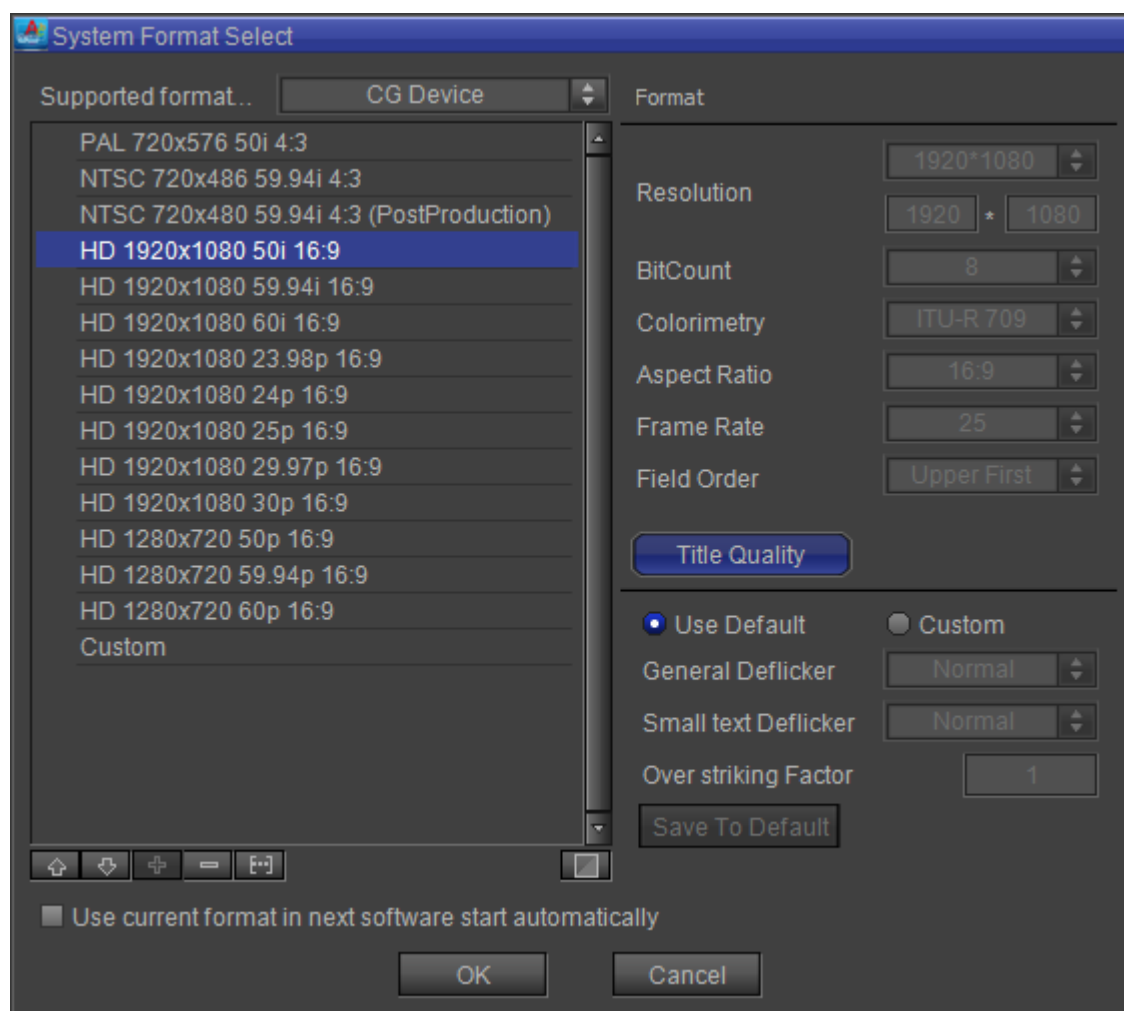 System Format Select
Supported format... CG Device
PAL 720x576 50i 4:3
NTSC 720x486 59.94i 4:3
NTSC 720x480 59.94i 4:3 (PostProduction)
HD 1920x1080 50i 16:9
HD 1920x1080 59.94i 16:9
HD 1920x1080 60i 16:9
HD 1920x1080 23.98p 16:9
HD 1920x1080 24p 16:9
HD 1920x1080 25p 16:9
HD 1920x1080 29.97p 16:9
HD 1920x1080 30p 16:9
HD 1280x720 50p 16:9
HD 1280x720 59.94p 16:9
HD 1280x720 60p 16:9
Custom
Format
Resolution 1920*1080
1920 * 1080
BitCount 8
Colorimetry ITU-R 709
Aspect Ratio 16:9
Frame Rate 25
Field Order Upper First
Title Quality
Use Default Custom
General Deflicker Normal
Small text Deflicker Normal
Over striking Factor 1
Save To Default
Use current format in next software start automatically
OK Cancel